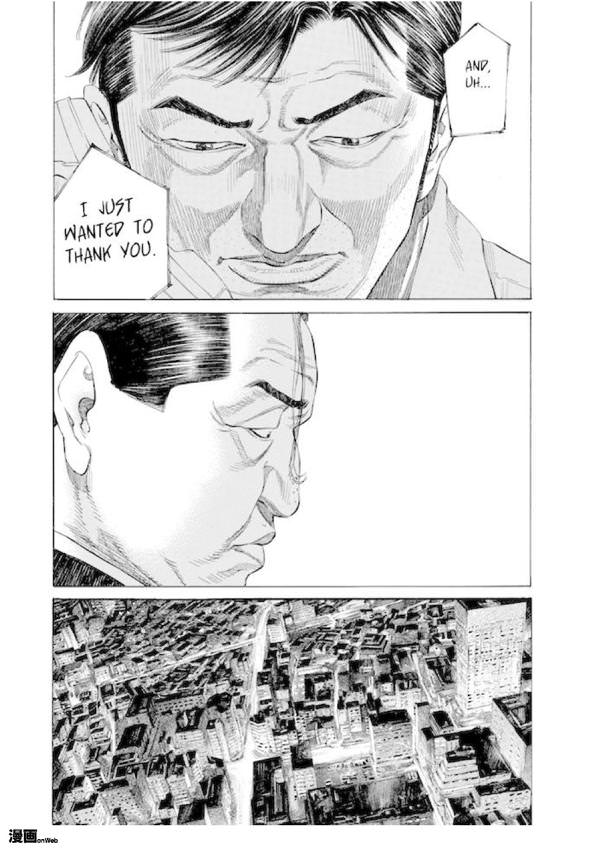 AND,
UH...
I JUST
WANTED TO
THANK YOU.
漫画onWeb